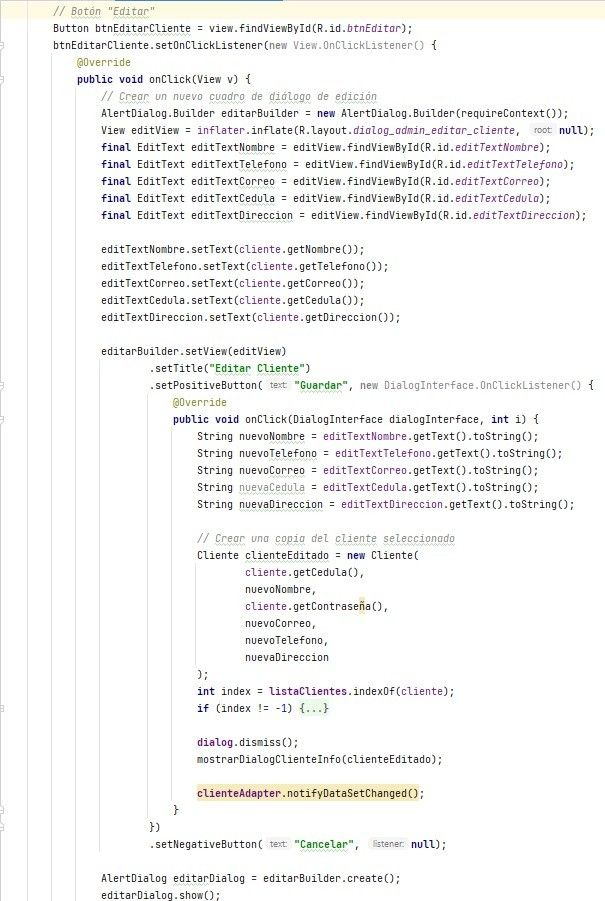 // Botón "Editar"
Button btnEditarCliente = view.findViewById(R.id.btnEditar);
btnEditarCliente.setOnClickListener(new View.OnClickListener() {
@Override
public void onClick(View v) {
// Crear un nuevo cuadro de diálogo de edición
AlertDialog.Builder editarBuilder = new AlertDialog.Builder(requireContext());
View editView = inflater.inflate(R.layout.dialog_admin_editar_cliente, root: null);
final EditText editTextNombre = editView.findViewById(R.id.editTextNombre);
final EditText editTextTelefono = editView.findViewById(R.id.editTextTelefono);
final EditText editTextCorreo = editView.findViewById(R.id.editTextCorreo);
final EditText editTextCedula = editView.findViewById(R.id.editTextCedula);
final EditText editTextDireccion = editView.findViewById(R.id.editTextDireccion);
editTextNombre.setText(cliente.getNombre());
editTextTelefono.setText(cliente.getTelefono());
editTextCorreo.setText(cliente.getCorreo());
editTextCedula.setText(cliente.getCedula());
editTextDireccion.setText(cliente.getDireccion());
editarBuilder.setView(editView)
.setTitle("Editar Cliente")
.setPositiveButton( text: "Guardar", new DialogInterface.OnClickListener() {
@Override
public void onClick(DialogInterface dialogInterface, int i) {
String nuevoNombre = editTextNombre.getText().toString();
String nuevoTelefono = editTextTelefono.getText().toString();
String nuevoCorreo = editTextCorreo.getText().toString();
String nuevaCedula = editTextCedula.getText().toString();
String nuevaDireccion = editTextDireccion.getText().toString();
// Crear una copia del cliente seleccionado
Cliente clienteEditado = new Cliente(
cliente.getCedula(),
nuevoNombre,
cliente.getContraseña(),
nuevoCorreo,
nuevoTelefono,
nuevaDireccion
);
int index = listaClientes.indexOf(cliente);
if (index != -1) {...}
dialog.dismiss();
mostrarDialogClienteInfo(clienteEditado);
clienteAdapter.notifyDataSetChanged();
}
})
.setNegativeButton( text: "Cancelar", listener: null);
AlertDialog editarDialog = editarBuilder.create();
editarDialog.show();